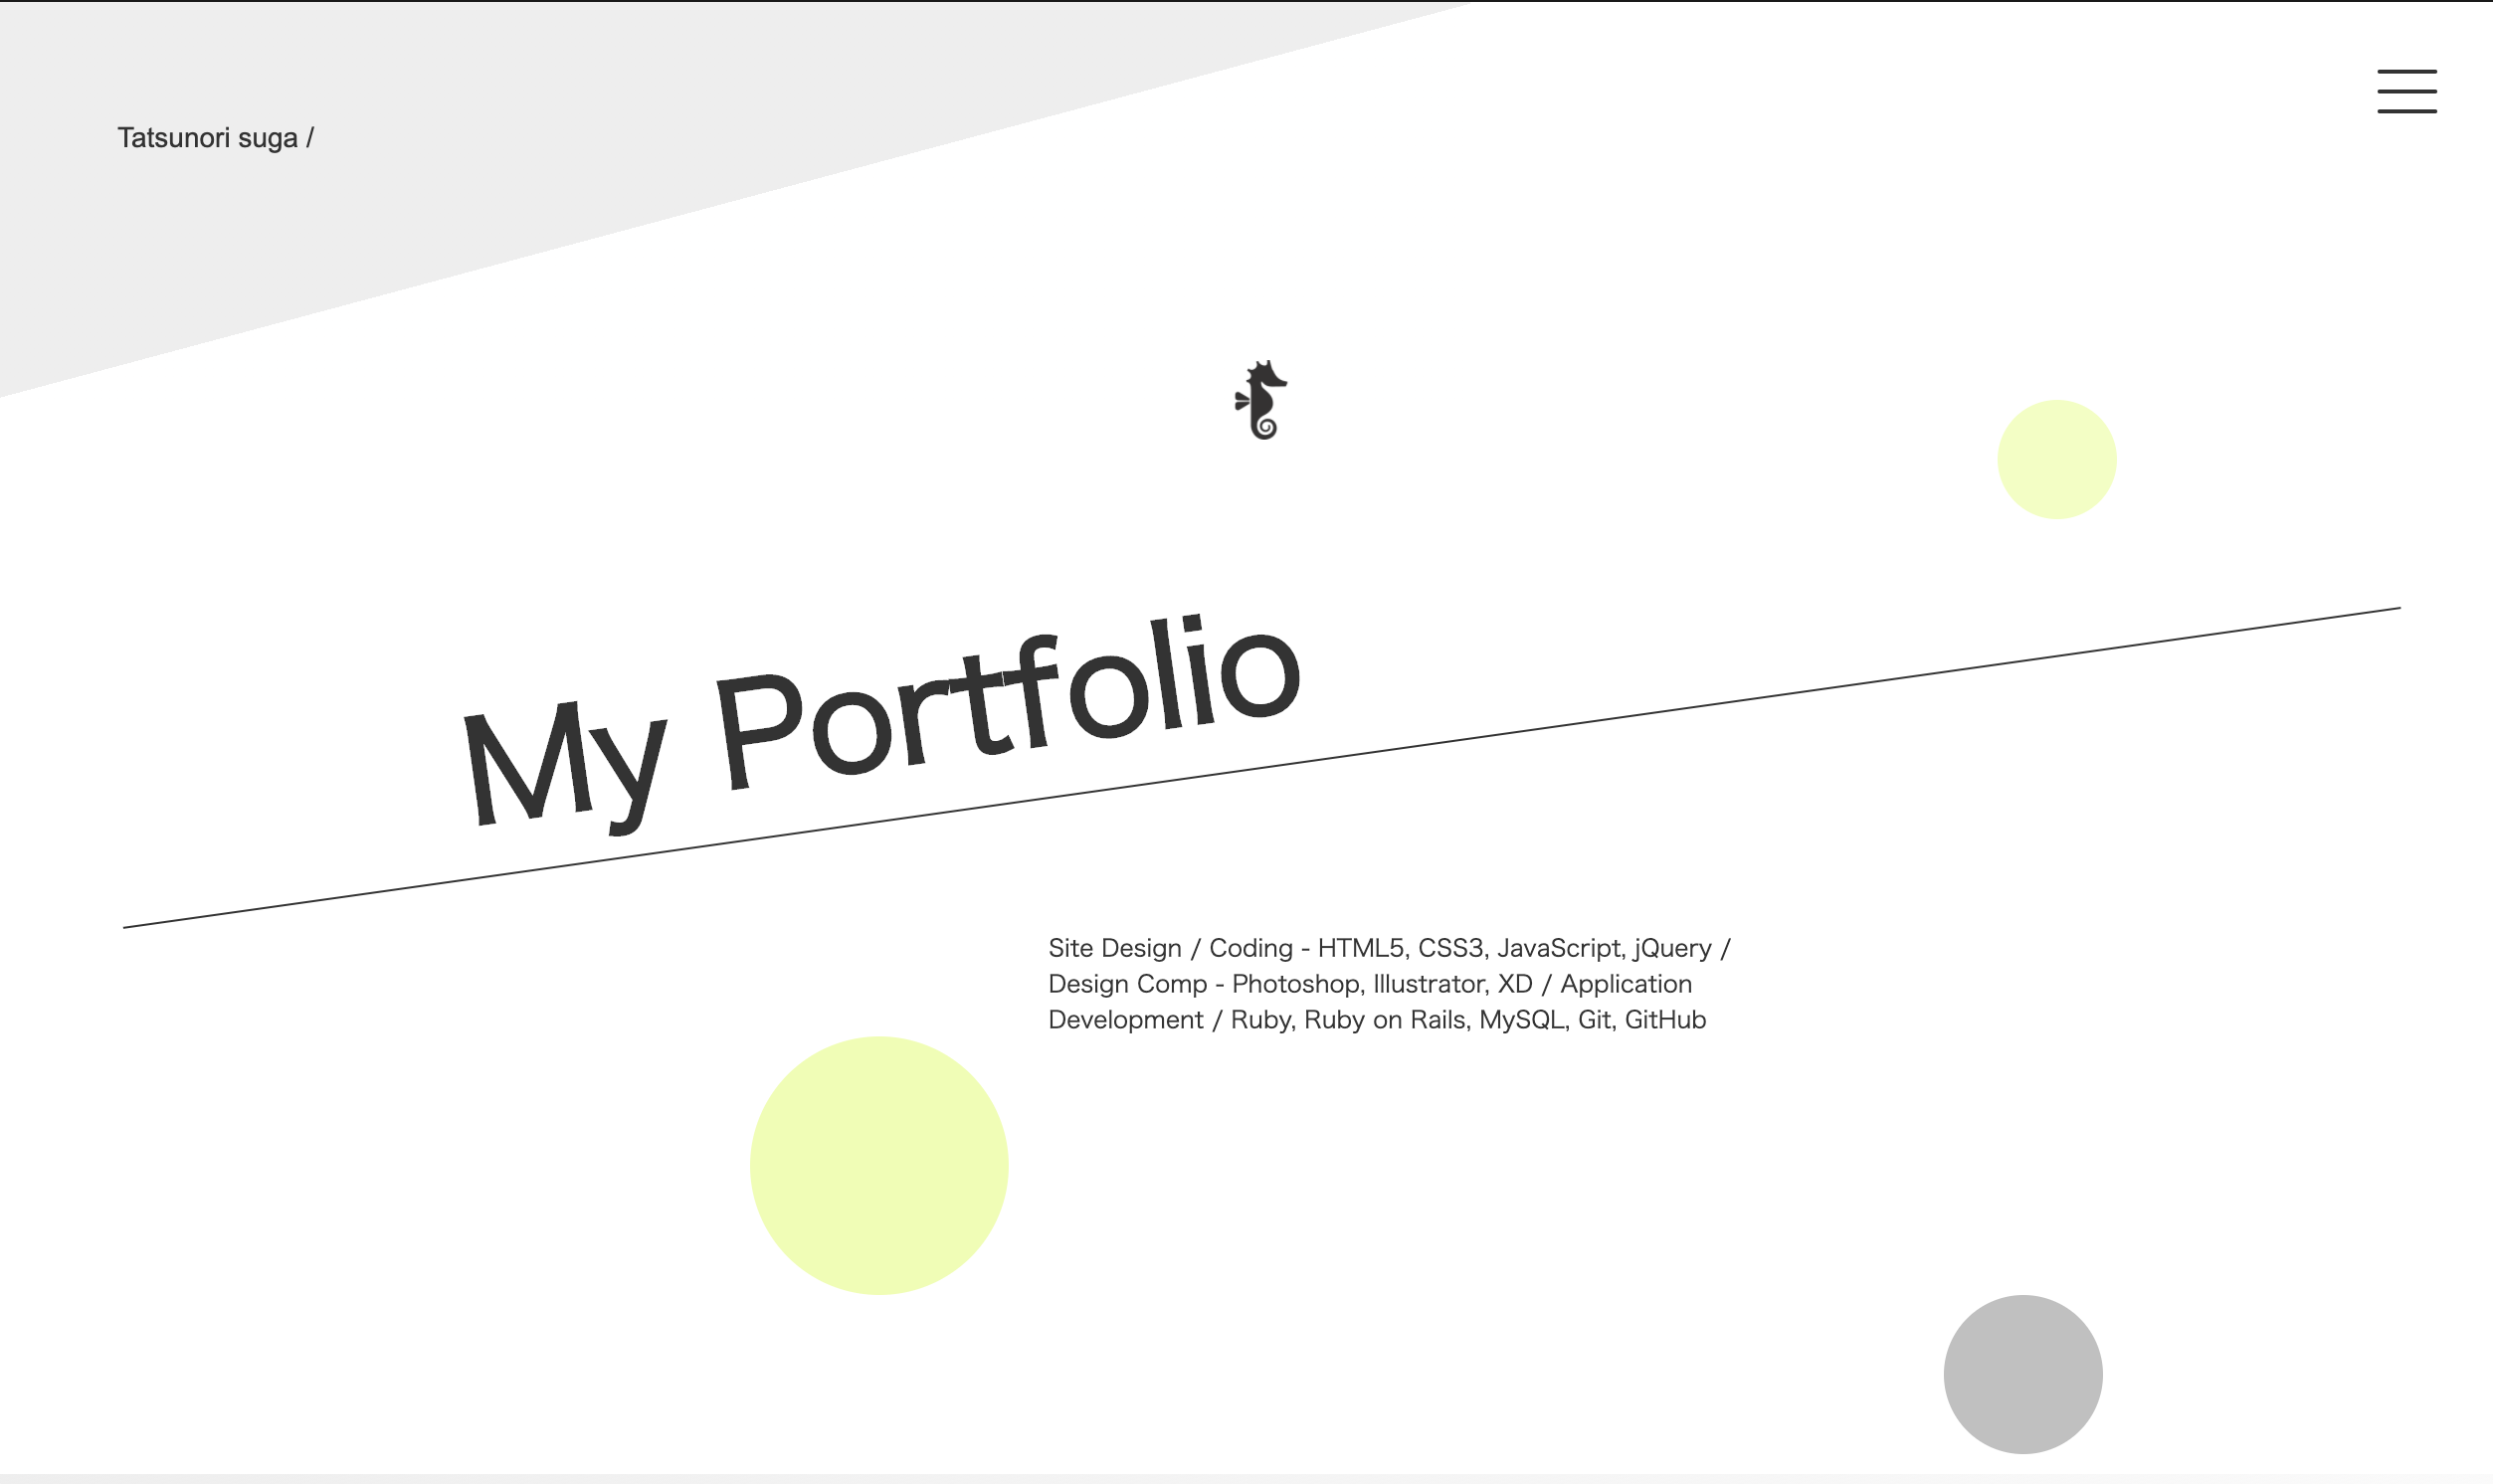 Tatsunori suga /
My Portfolio
Site Design / Coding - HTML5, CSS3, JavaScript, jQuery /
Design Comp - Photoshop, Illustrator, XD / Application
Development / Ruby, Ruby on Rails, MySQL, Git, GitHub